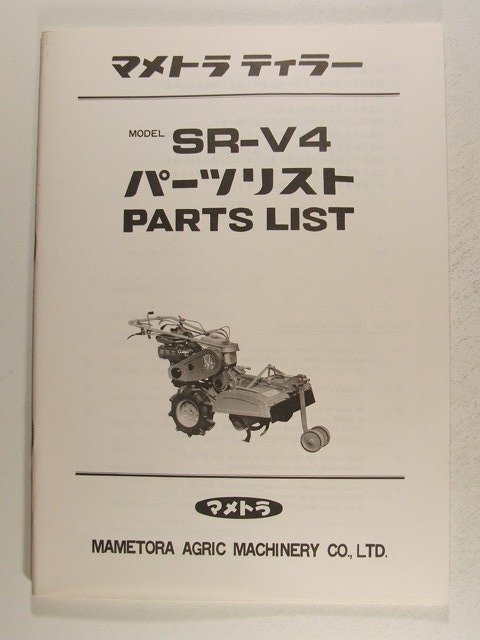 マメトラ ティラー
MODEL SR-V4
パーツリスト
PARTS LIST
マメトラ
MAMETORA AGRIC MACHINERY CO., LTD.